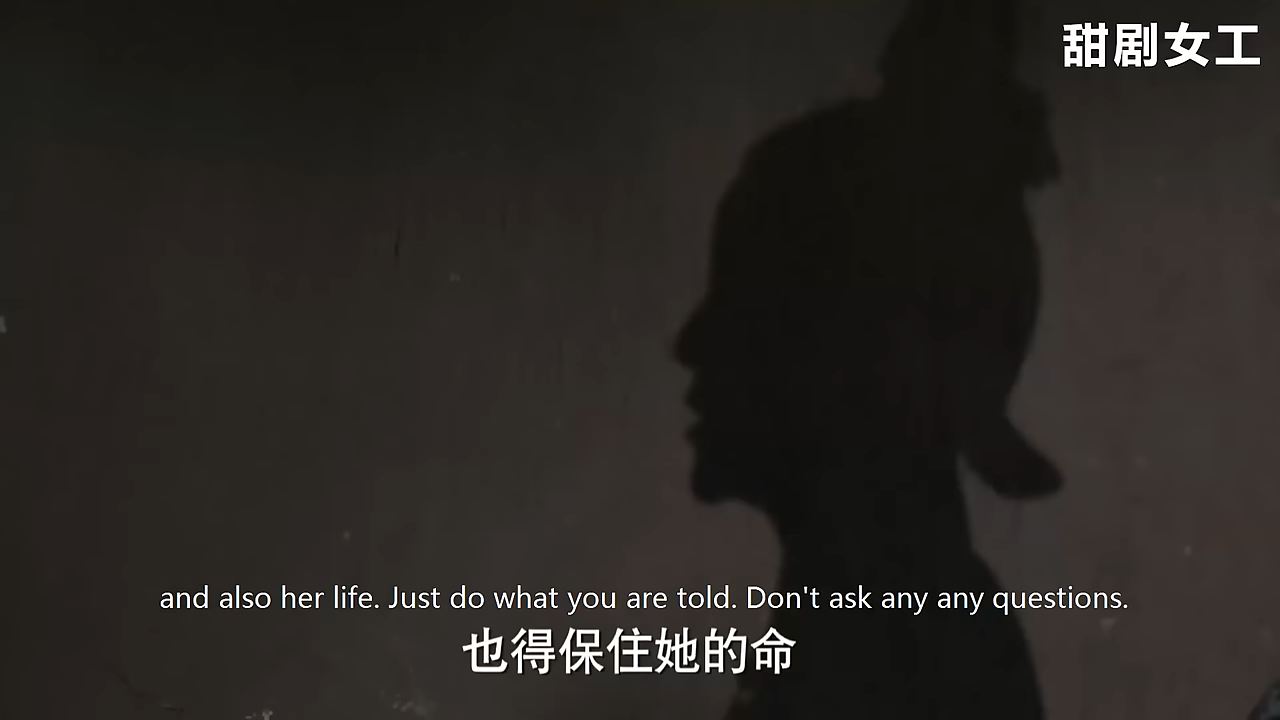 甜剧女工
and also her life. Just do what you are told. Don't ask any any questions.
也得保住她的命